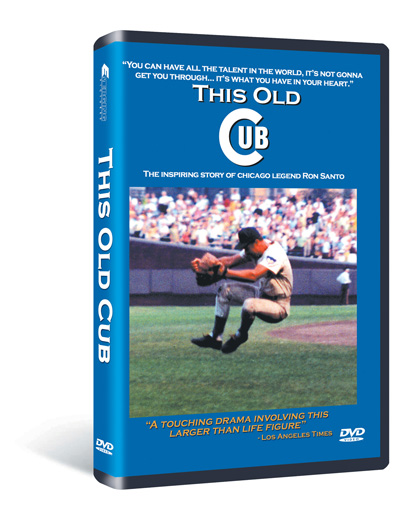 “YOU CAN HAVE ALL THE TALENT IN THE WORLD, IT'S NOT GONNA
GET YOU THROUGH... IT'S WHAT YOU HAVE IN YOUR HEART.”
THIS OLD
CUB
THE INSPIRING STORY OF CHICAGO LEGEND RON SANTO
THIS OLD CUB
DVD
“A TOUCHING DRAMA INVOLVING THIS
LARGER THAN LIFE FIGURE”
- LOS ANGELES TIMES
DVD
VIDEO